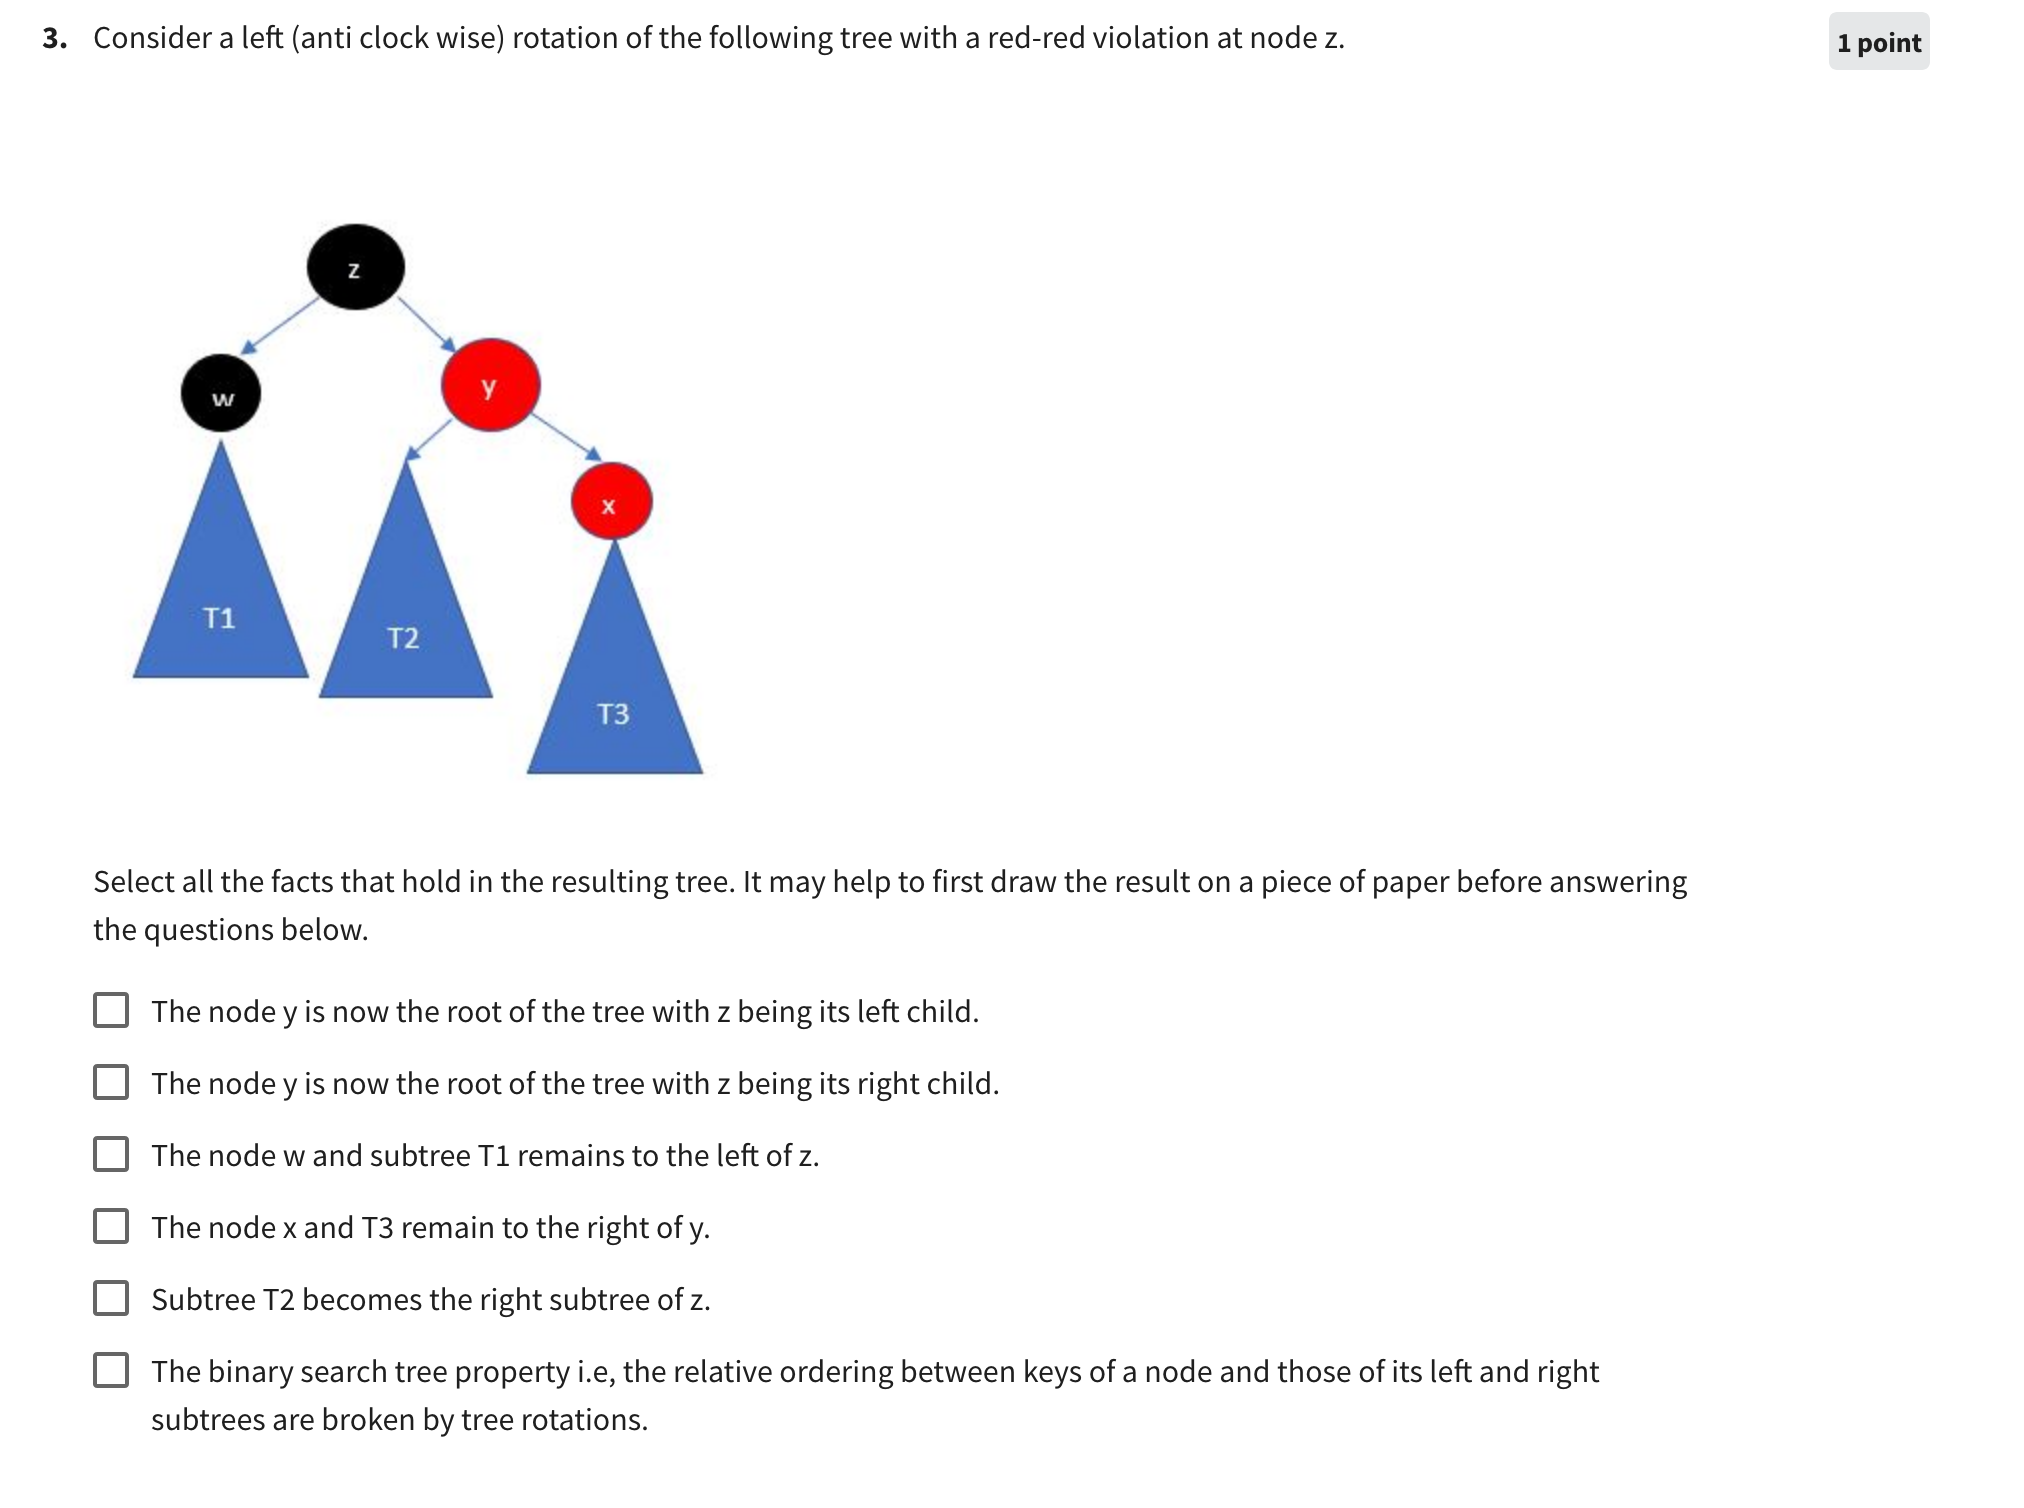 3. Consider a left (anti clock wise) rotation of the following tree with a red-red violation at node z.
1 point
z
w
y
x
T1
T2
T3
Select all the facts that hold in the resulting tree. It may help to first draw the result on a piece of paper before answering
the questions below.
The node y is now the root of the tree with z being its left child.
The node y is now the root of the tree with z being its right child.
The node w and subtree T1 remains to the left of z.
The node x and T3 remain to the right of y.
Subtree T2 becomes the right subtree of z.
The binary search tree property i.e, the relative ordering between keys of a node and those of its left and right
subtrees are broken by tree rotations.